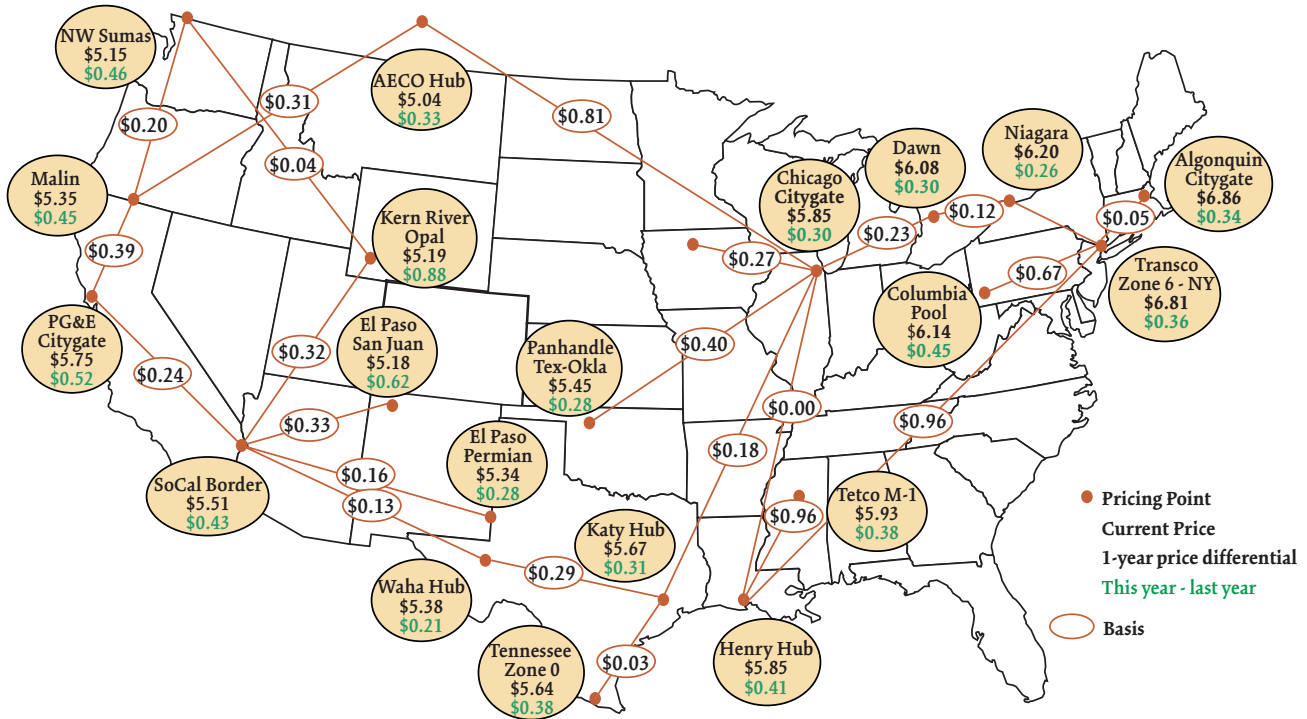 NW Sumas
$5.15
$0.46
AECO Hub
$5.04
$0.33
$0.31
$0.81
$0.20
$0.04
Niagara
$6.20
$0.26
Dawn
$6.08
$0.30
Algonquin
Citygate
$6.86
$0.34
Malin
$5.35
$0.45
Chicago
Citygate
$5.85
$0.30
Kern River
Opal
$5.19
$0.88
$0.12
$0.05
$0.23
$0.39
$0.27
$0.67
Transco
Zone 6 - NY
$6.81
$0.36
Columbia
Pool
$6.14
$0.45
PG&E
Citygate
$5.75
$0.52
El Paso
San Juan
$5.18
$0.62
Panhandle
Tex-Okla
$5.45
$0.28
$0.40
$0.32
$0.24
$0.00
$0.33
$0.96
El Paso
Permian
$5.34
$0.28
$0.18
$0.16
$0.13
SoCal Border
$5.51
$0.43
Tetco M-1
$5.93
$0.38
$0.96
Katy Hub
$5.67
$0.31
$0.29
Waha Hub
$5.38
$0.21
Tennessee
Zone 0
$5.64
$0.38
$0.03
Henry Hub
$5.85
$0.41
Pricing Point
Current Price
1-year price differential
This year - last year
Basis